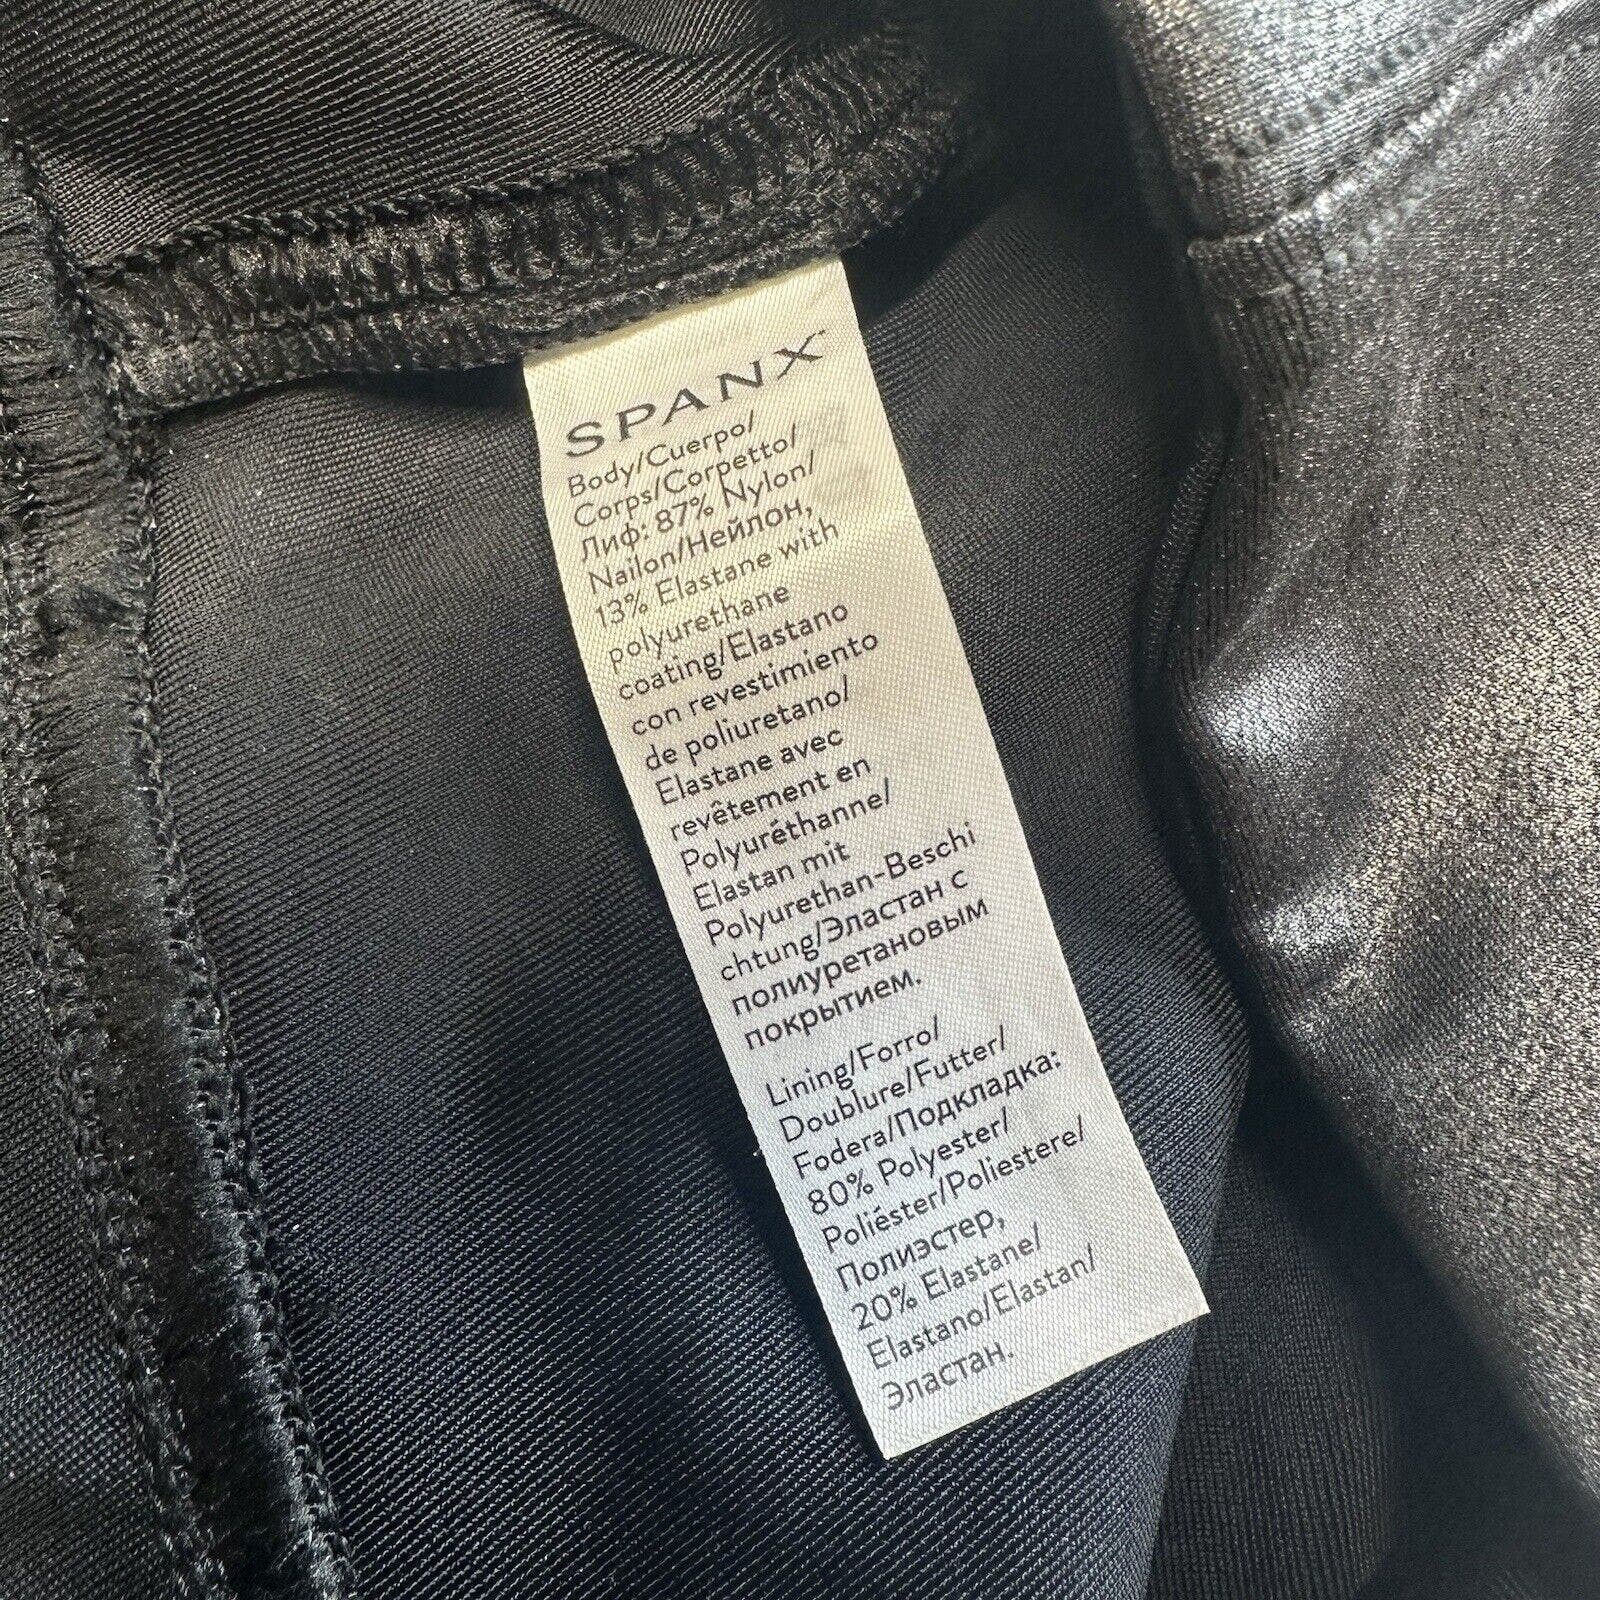 SPANX
Body/Cuerpo/
Corps/Corpetto/
Лиф: 87% Nylon/
Nailon/Нейлон,
13% Elastane with
polyurethane
coating/Elastano
con revestimiento
de poliuretano/
Elastane avec
revêtement en
Polyuréthanne/
Elastan mit
Polyurethan-Beschi
chtung/Эластан с
полиуретановым
покрытием.
Lining/Forro/
Doublure/Futter/
Fodera/Подкладка:
80% Polyester/
Poliéster/Poliestere/
Полиэстер,
20% Elastane/
Elastano/Elastan/
Эластан.